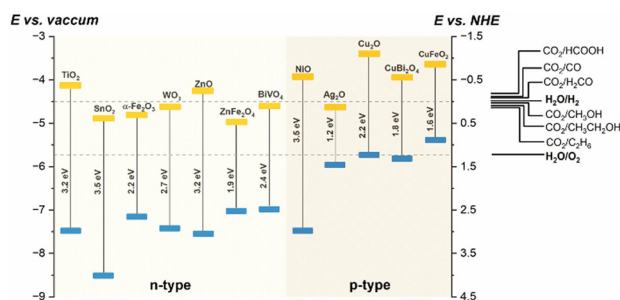 E vs. vaccum
E vs. NHE
-3
-4
-5
-6
-7
-8
-9
TiO2
SnO2
α-Fe2O3
WO3
ZnO
ZnFe2O4
BiVO4
NiO
Ag2O
Cu2O
CuBi2O4
CuFeO2
3.2 eV
3.5 eV
2.2 eV
2.7 eV
3.2 eV
1.9 eV
2.4 eV
3.5 eV
1.2 eV
2.2 eV
1.8 eV
1.6 eV
n-type
p-type
-0.5
0.5
1.5
2.5
3.5
4.5
CO2/HCOOH
CO2/CO
CO2/H2CO
H2O/H2
CO2/CH3OH
CO2/CH3CH2OH
CO2/C2H6
H2O/O2